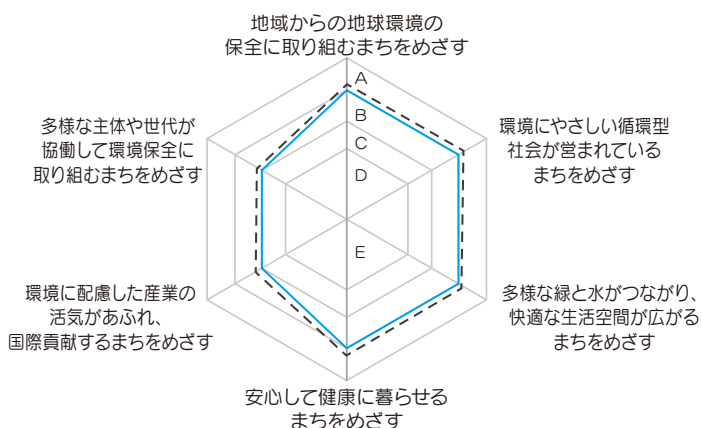 地域からの地球環境の
保全に取り組むまちをめざす
A
B
C
D
E
環境にやさしい循環型
社会が営まれている
まちをめざす
多様な緑と水がつながり、
快適な生活空間が広がる
まちをめざす
安心して健康に暮らせる
まちをめざす
環境に配慮した産業の
活気があふれ、
国際貢献するまちをめざす
多様な主体や世代が
協働して環境保全に
取り組むまちをめざす